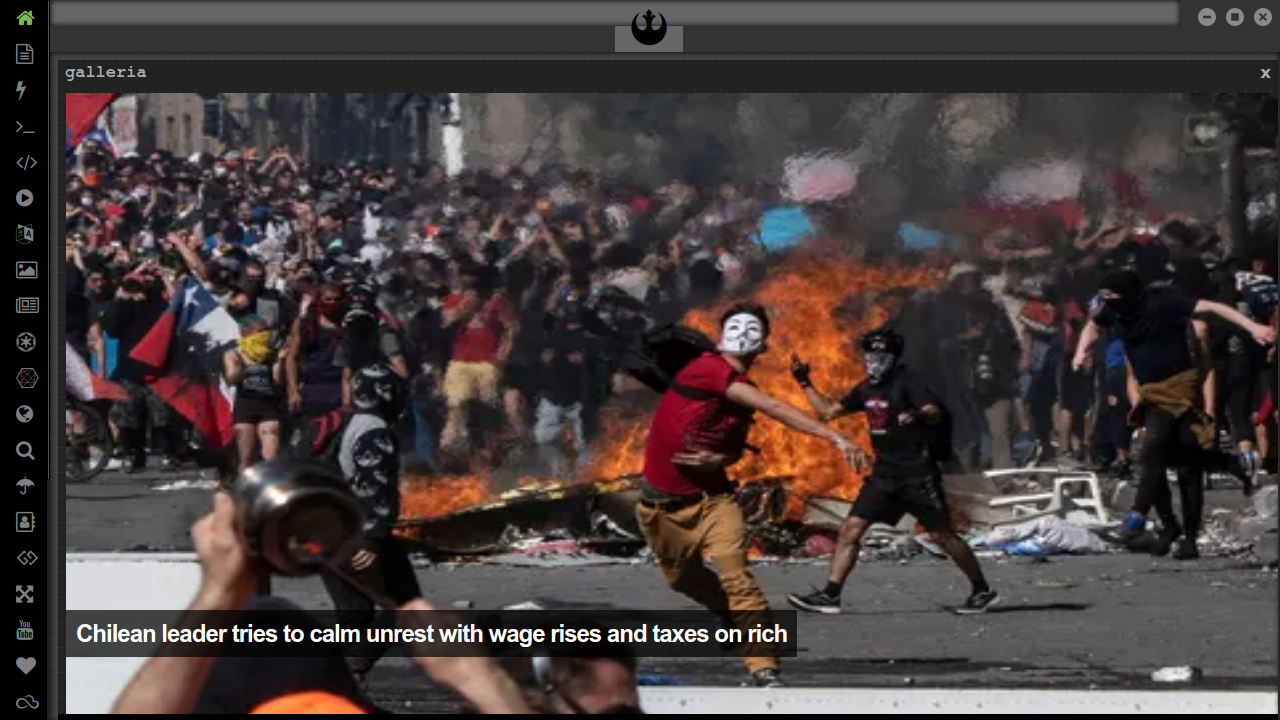 galleria
x
Chilean leader tries to calm unrest with wage rises and taxes on rich
You
Tube